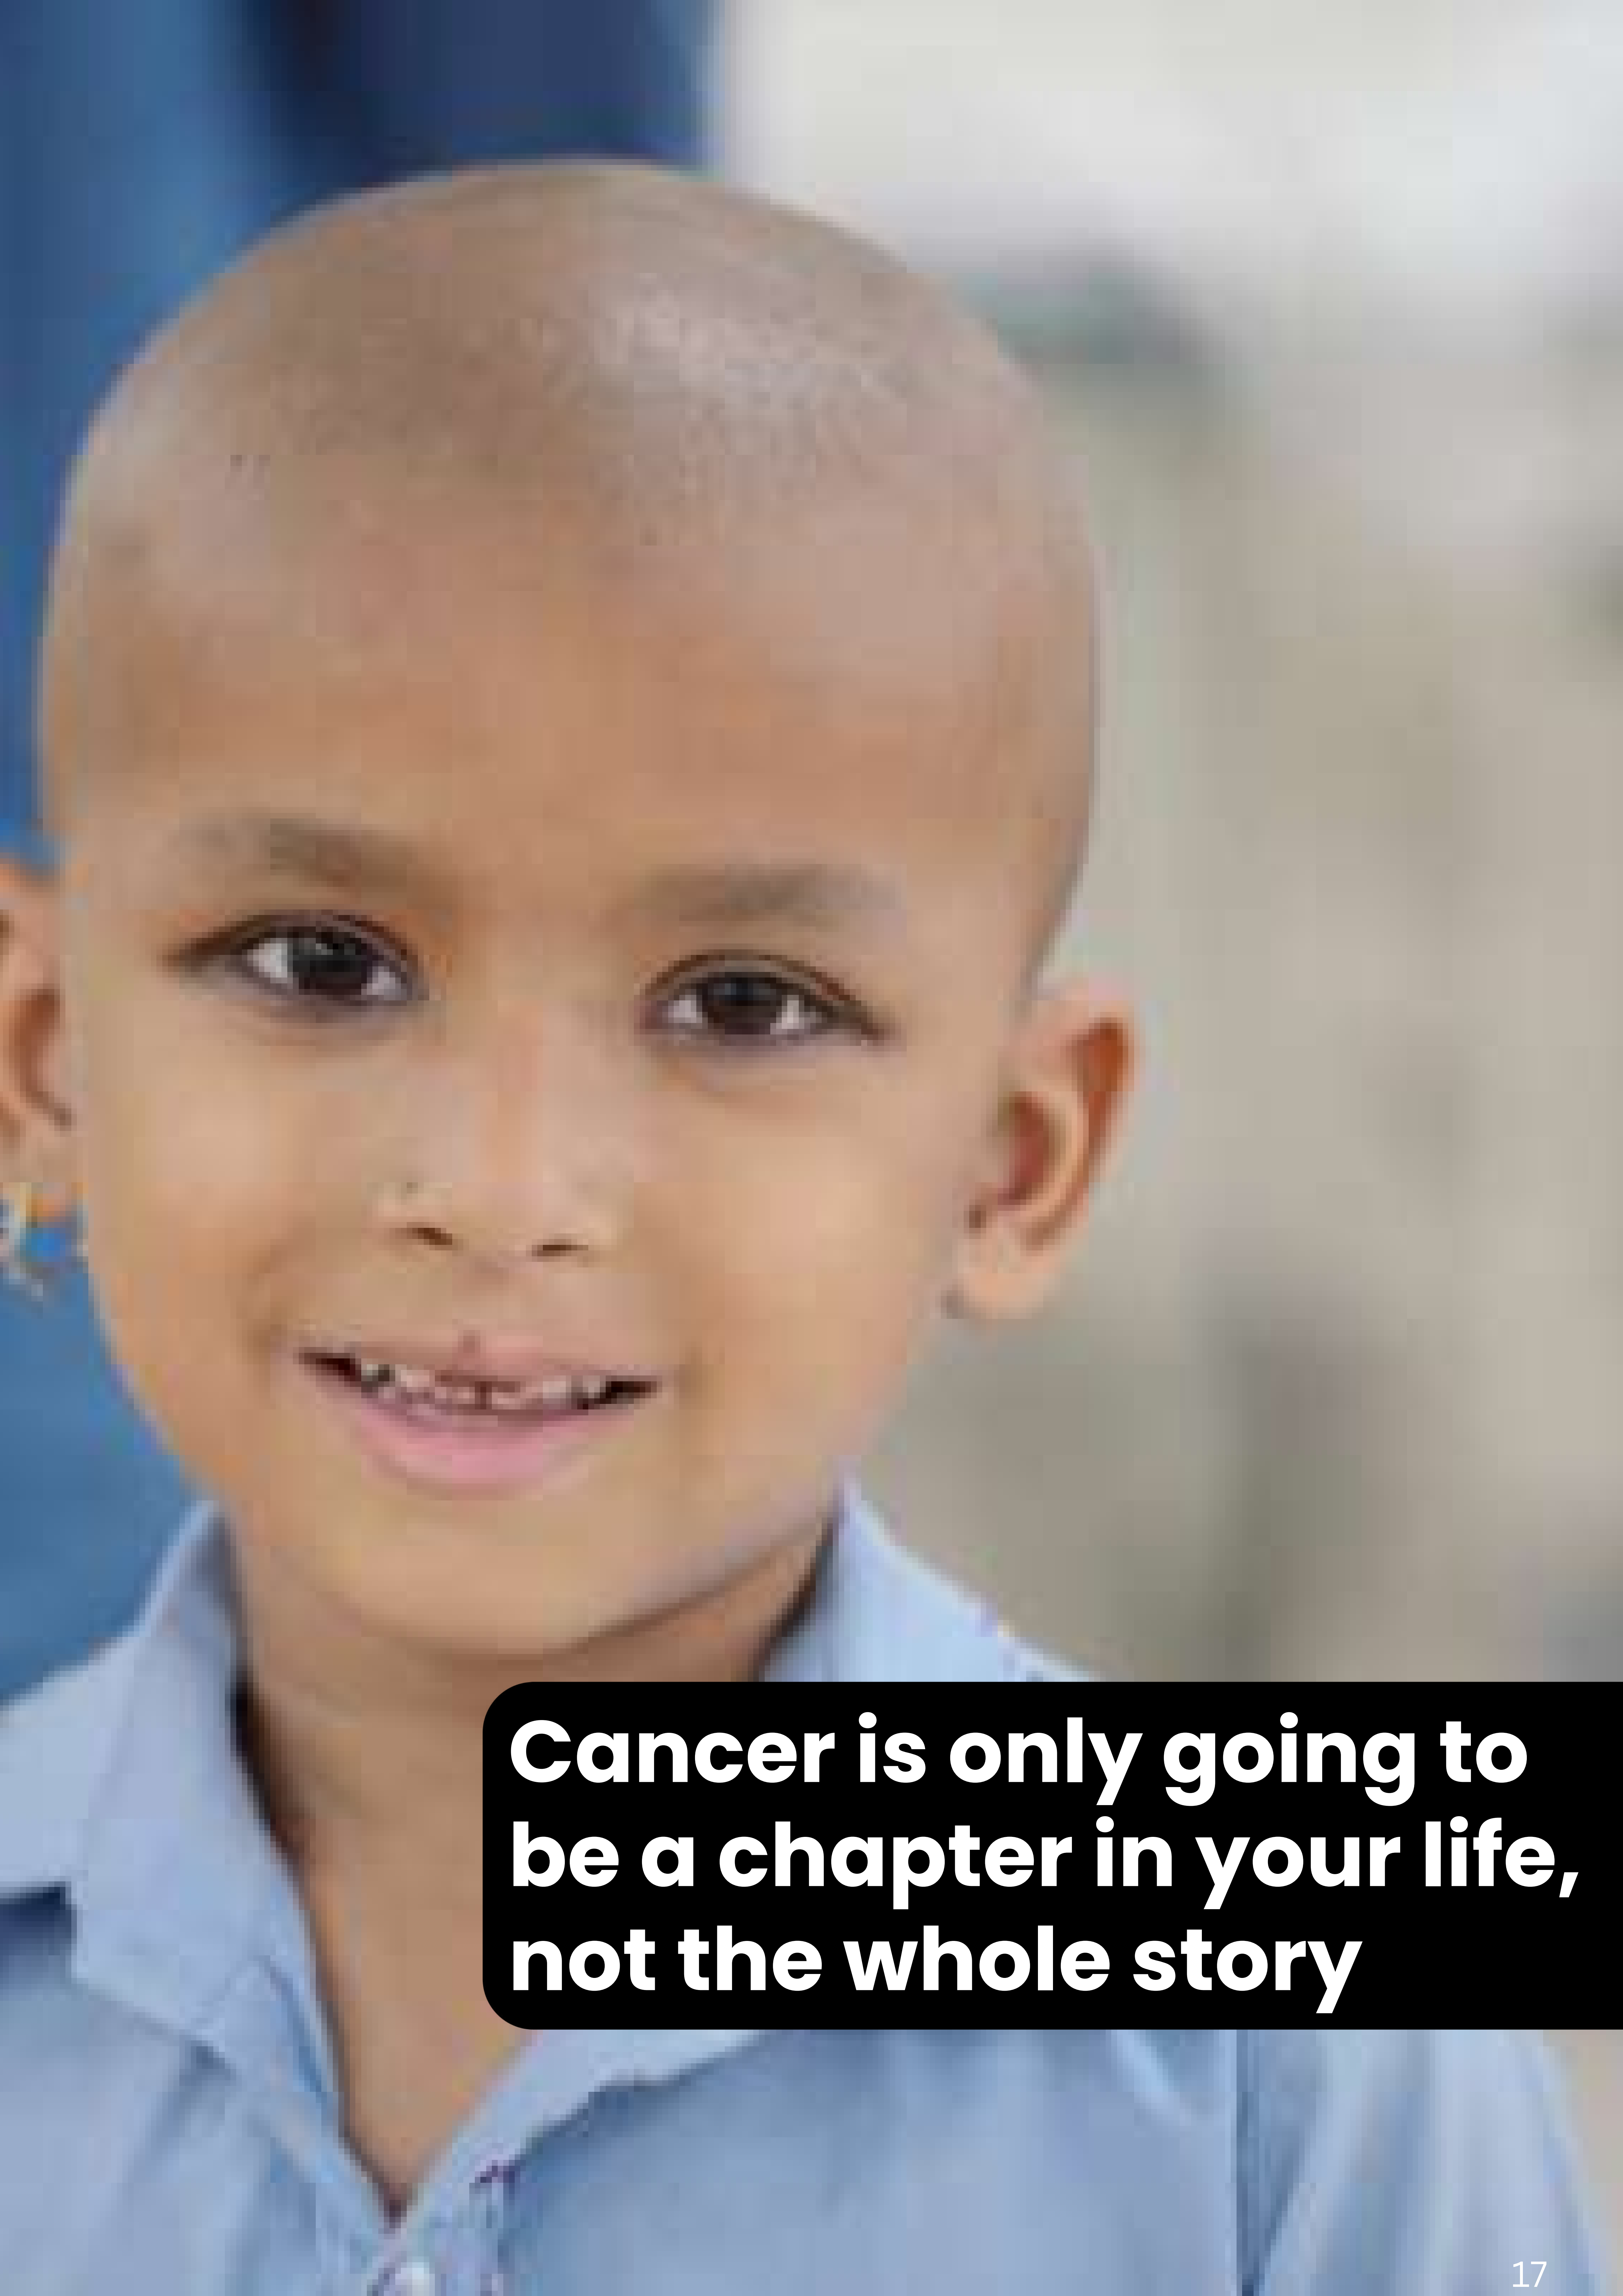 Cancer is only going to
be a chapter in your life,
not the whole story
17